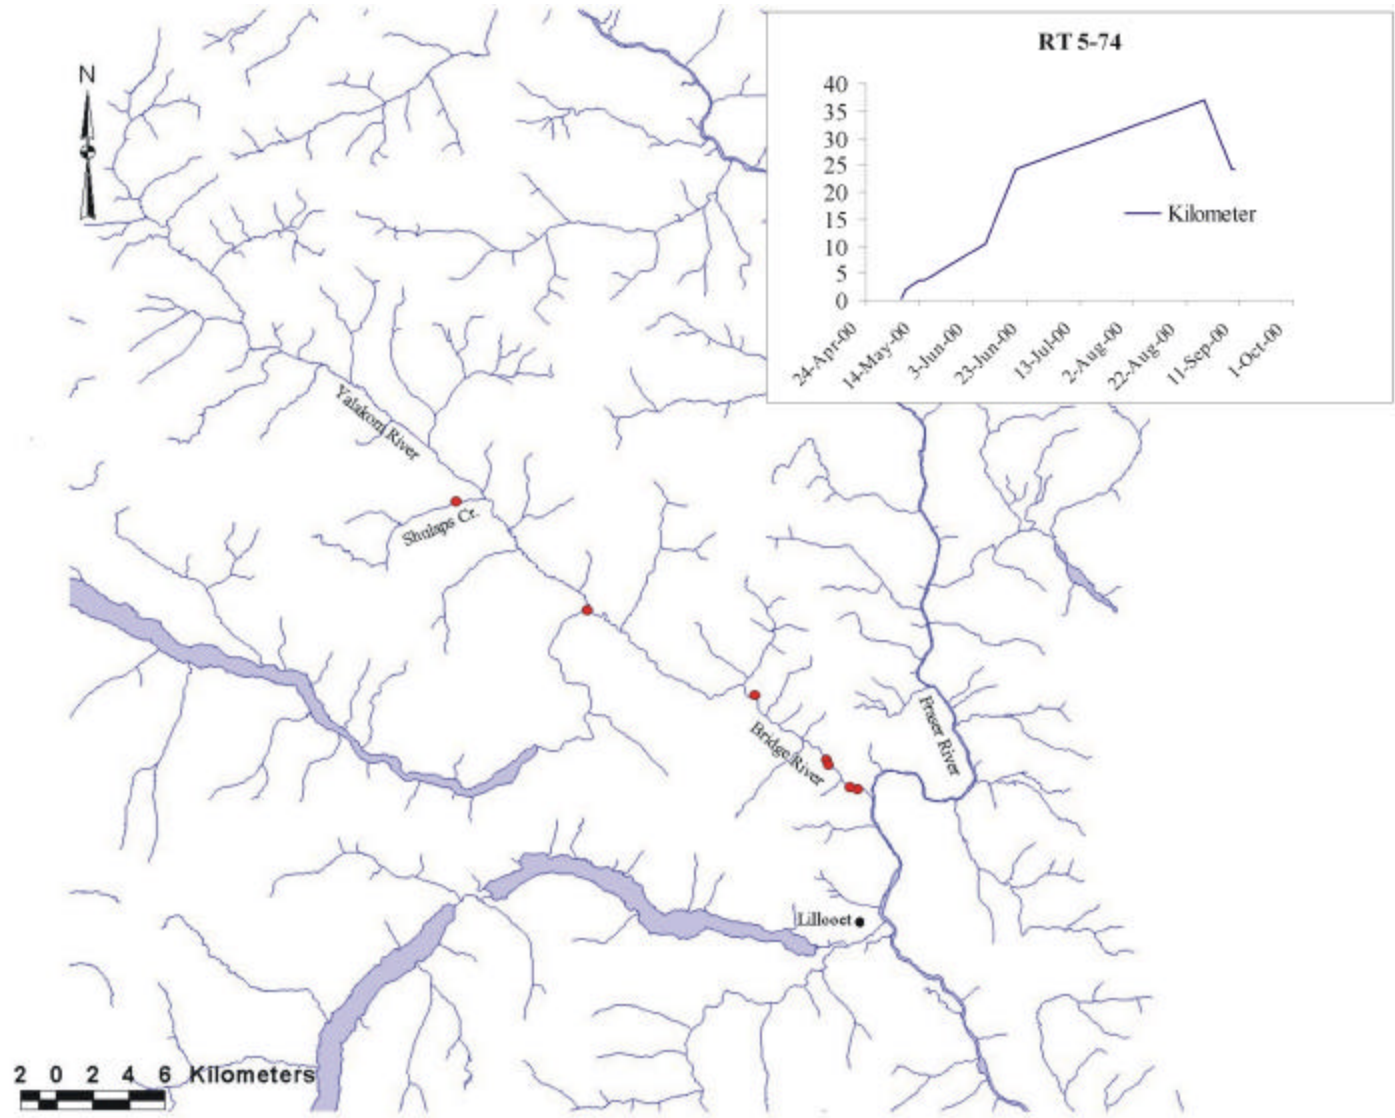 RT 5-74
N
40
35
30
25
20
15
10
5
0
Kilometer
24-Apr-00
14-May-00
3-Jun-00
23-Jun-00
13-Jul-00
2-Aug-00
22-Aug-00
11-Sep-00
1-Oct-00
Yalakom River
Shulaps Cr.
Fraser River
Bridge River
Lillooet
2 0 2 4 6 Kilometers